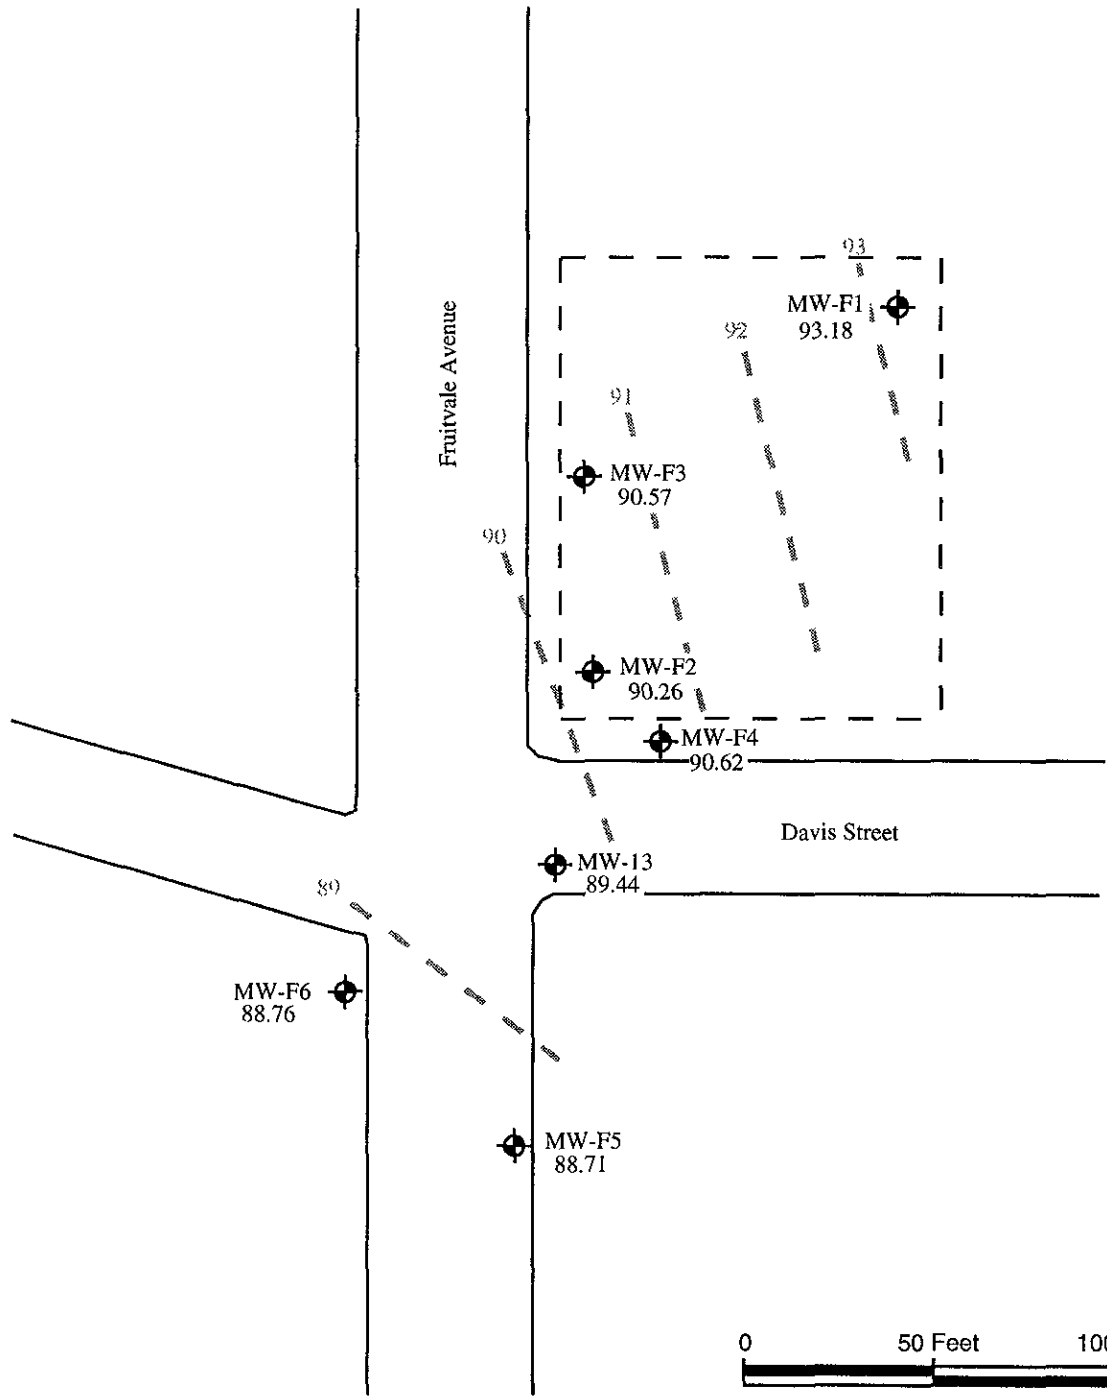 93
MW-F1
93.18
92
91
Fruitvale Avenue
MW-F3
90.57
90
MW-F2
90.26
MW-F4
90.62
Davis Street
MW-13
89.44
89
MW-F6
88.76
MW-F5
88.71
0 50 Feet 100